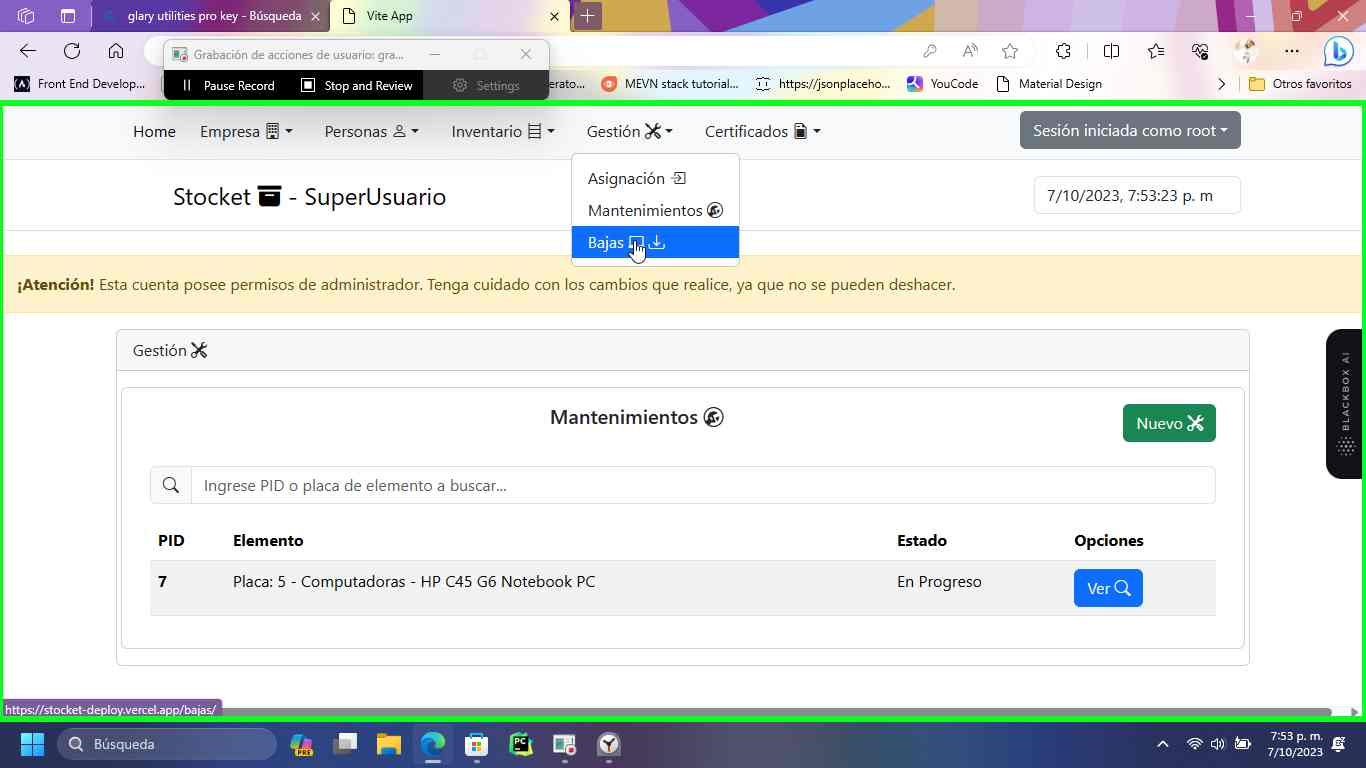 glary utilities pro key - Búsqueda
Vite App
Grabación de acciones de usuario: gra...
Pause Record
Stop and Review
Settings
Front End Develop...
erato...
MEVN stack tutorial...
https://jsonplaceho...
YouCode
Material Design
Otros favoritos
Home
Empresa
Personas
Inventario
Gestión
Certificados
Sesión iniciada como root
Asignación
Mantenimientos
Bajas
Stocket - SuperUsuario
7/10/2023, 7:53:23 p. m
¡Atención! Esta cuenta posee permisos de administrador. Tenga cuidado con los cambios que realice, ya que no se pueden deshacer.
Gestión
Mantenimientos
Nuevo
Ingrese PID o placa de elemento a buscar...
PID Elemento Estado Opciones
7 Placa: 5 - Computadoras - HP C45 G6 Notebook PC En Progreso Ver
BLACKBOX AI
https://stocket-deploy.vercel.app/bajas/
Búsqueda
PRE
PC
7:53 p. m.
7/10/2023